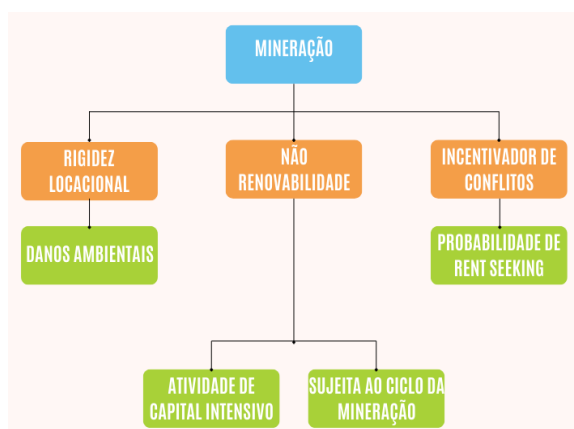 MINERAÇÃO
RIGIDEZ
LOCACIONAL
NÃO
RENOVABILIDADE
INCENTIVADOR DE
CONFLITOS
DANOS AMBIENTAIS
PROBABILIDADE DE
RENT SEEKING
ATIVIDADE DE
CAPITAL INTENSIVO
SUJEITA AO CICLO DA
MINERAÇÃO